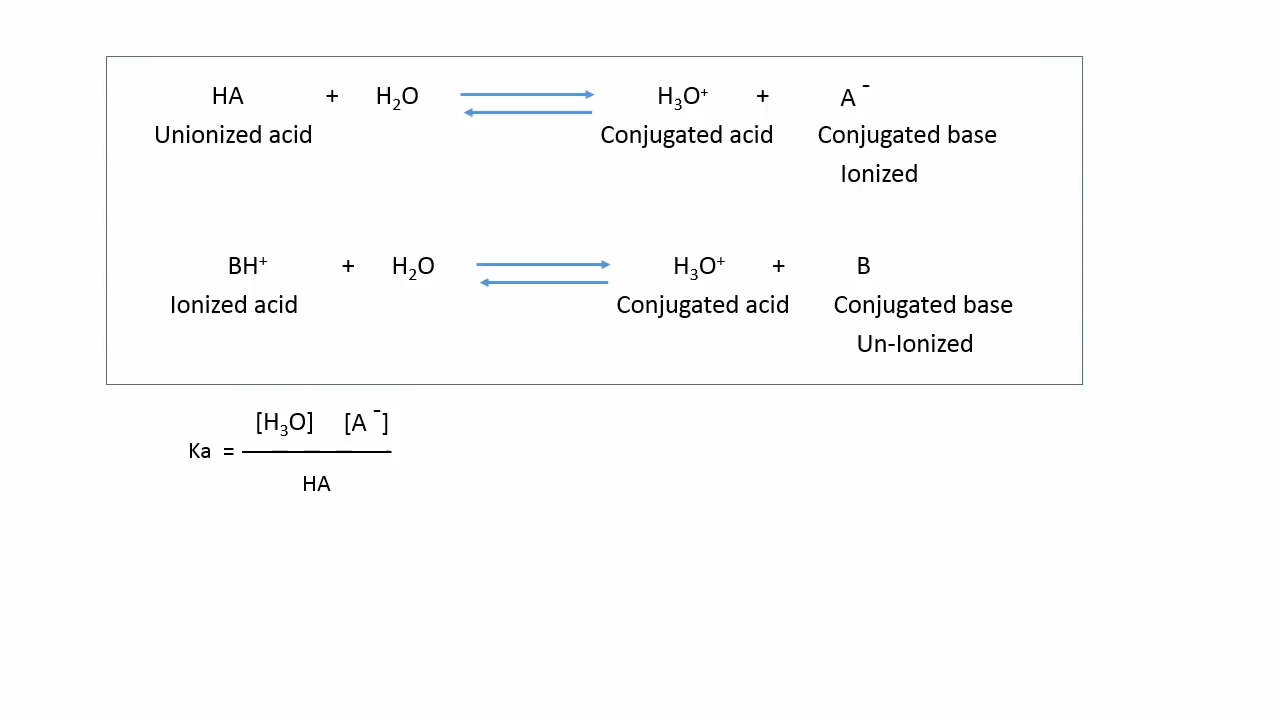 HA + H₂O H₃O⁺ + A⁻
Unionized acid Conjugated acid Conjugated base
Ionized
BH⁺ + H₂O H₃O⁺ + B
Ionized acid Conjugated acid Conjugated base
Un-Ionized
[H₃O] [A⁻]
Ka =
HA